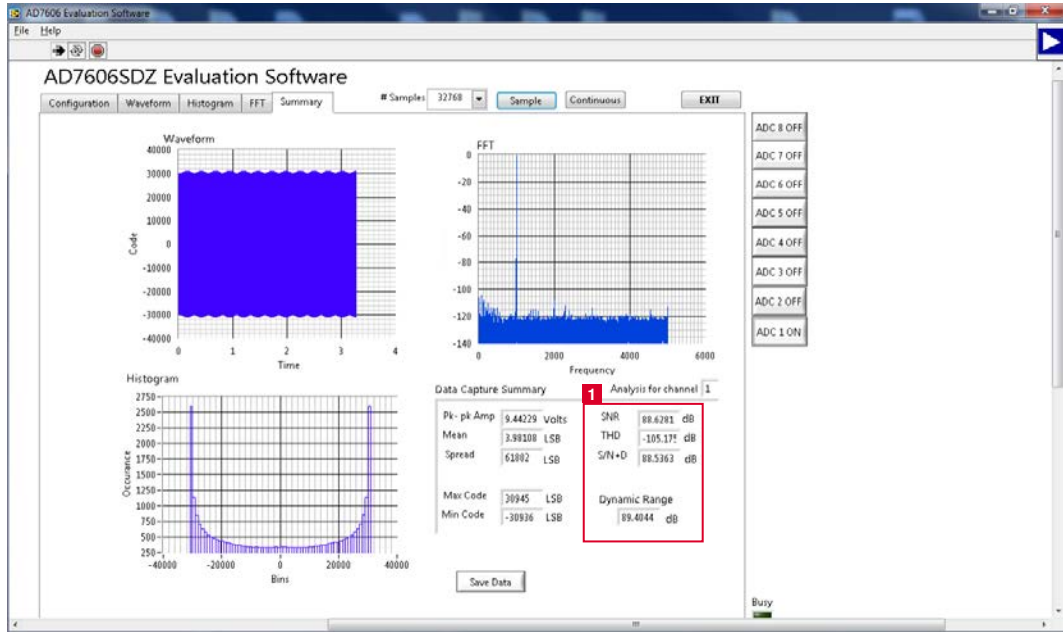 AD7606 Evaluation Software
File Help
AD7606SDZ Evaluation Software
Configuration Waveform Histogram FFT Summary # Samples 32768 Sample Continuous EXIT
Waveform
40000
30000
20000
10000
0
-10000
-20000
-30000
-40000
Code
0 1 2 3 4
Time
FFT
0
-20
-40
-60
-80
-100
-120
-140
0 2000 4000 6000
Frequency
Histogram
2750
2500
2250
2000
1750
1500
1250
1000
750
500
250
Occurance
-40000 -20000 0 20000 40000
Bins
Data Capture Summary
Pk-pk Amp 9.44229 Volts
Mean 3.98108 LSB
Spread 61882 LSB
Max Code 30945 LSB
Min Code -30936 LSB
Analysis for channel 1
1
SNR 88.6281 dB
THD -105.175 dB
S/N+D 88.5363 dB
Dynamic Range
89.4044 dB
Save Data
ADC 8 OFF
ADC 7 OFF
ADC 6 OFF
ADC 5 OFF
ADC 4 OFF
ADC 3 OFF
ADC 2 OFF
ADC 1 ON
Busy